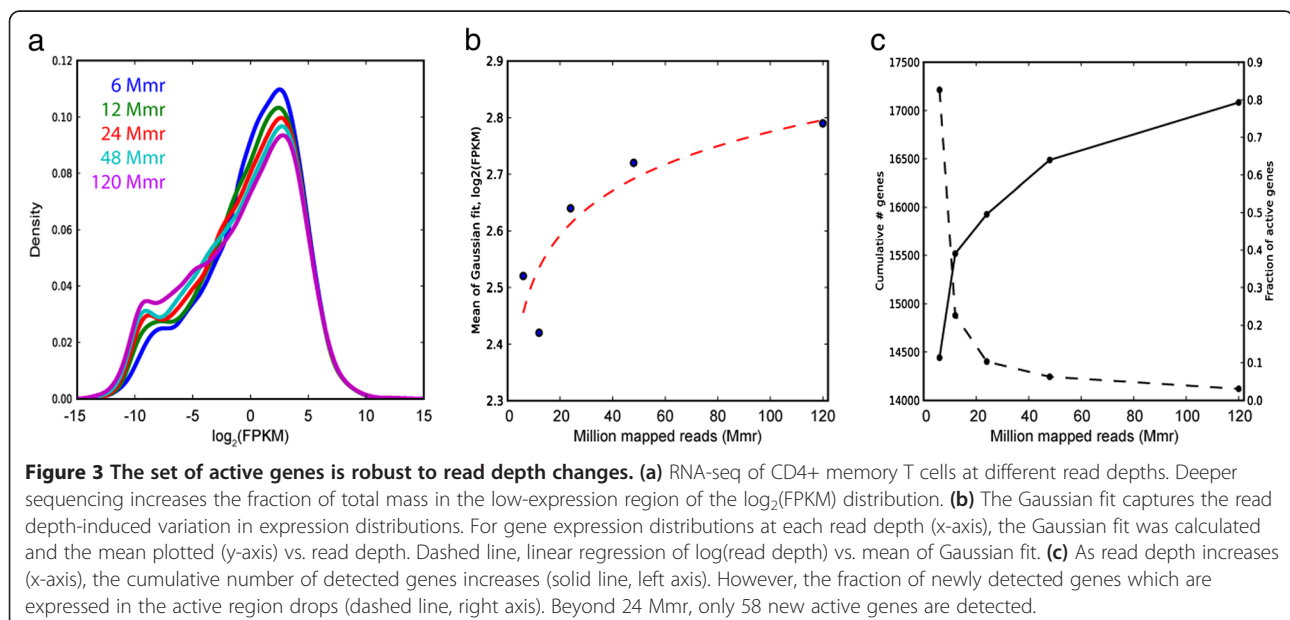 a
0.12
0.10
0.08
0.06
0.04
0.02
0.00
Density
6 Mmr
12 Mmr
24 Mmr
48 Mmr
120 Mmr
-15
-10
-5
0
5
10
15
log2(FPKM)
b
2.9
2.8
2.7
2.6
2.5
2.4
2.3
Mean of Gaussian fit, log2(FPKM)
0
20
40
60
80
100
120
Million mapped reads (Mmr)
c
17500
17000
16500
16000
15500
15000
14500
14000
Cumulative # genes
0
20
40
60
80
100
120
Million mapped reads (Mmr)
0.9
0.8
0.7
0.6
0.5
0.4
0.3
0.2
0.1
0.0
Fraction of active genes
Figure 3 The set of active genes is robust to read depth changes. (a) RNA-seq of CD4+ memory T cells at different read depths. Deeper
sequencing increases the fraction of total mass in the low-expression region of the log2(FPKM) distribution. (b) The Gaussian fit captures the read
depth-induced variation in expression distributions. For gene expression distributions at each read depth (x-axis), the Gaussian fit was calculated
and the mean plotted (y-axis) vs. read depth. Dashed line, linear regression of log(read depth) vs. mean of Gaussian fit. (c) As read depth increases
(x-axis), the cumulative number of detected genes increases (solid line, left axis). However, the fraction of newly detected genes which are
expressed in the active region drops (dashed line, right axis). Beyond 24 Mmr, only 58 new active genes are detected.